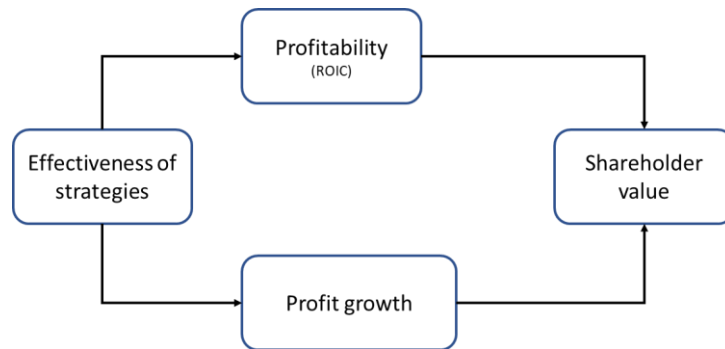 Profitability
(ROIC)
Effectiveness of
strategies
Shareholder
value
Profit growth